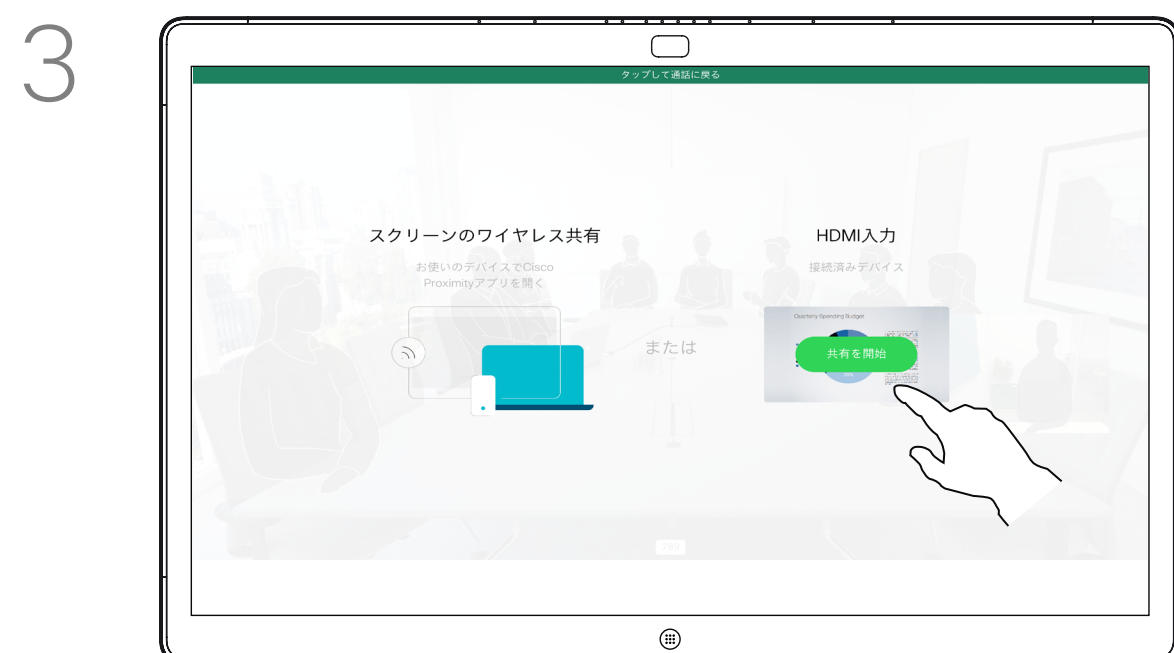 3
タップして通話に戻る
スクリーンのワイヤレス共有
お使いのデバイスでCisco
Proximityアプリを開く
または
HDMI入力
接続済みデバイス
Quarterly Spending Budget
共有を開始
789